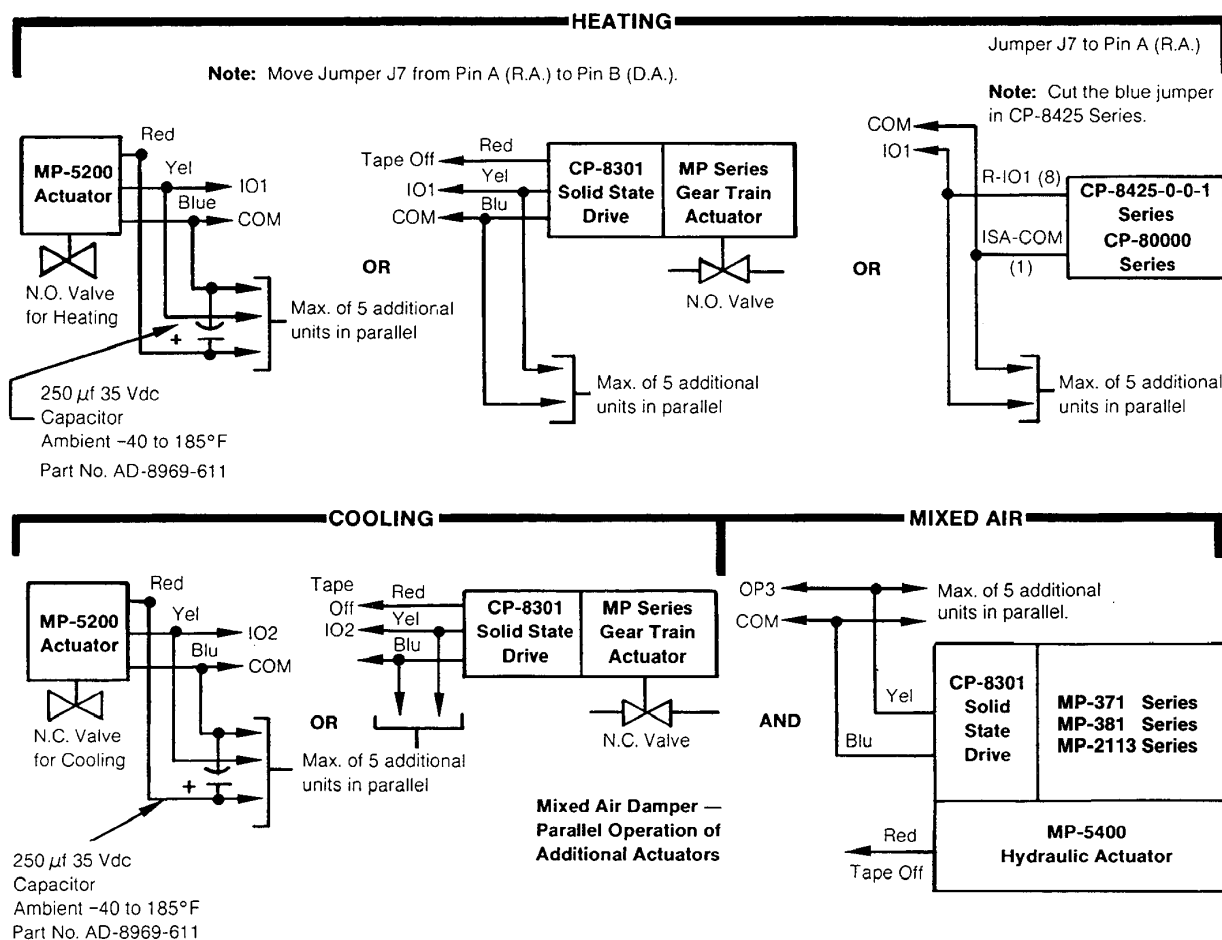 HEATING
Note: Move Jumper J7 from Pin A (R.A.) to Pin B (D.A.).
Jumper J7 to Pin A (R.A.)
Note: Cut the blue jumper
in CP-8425 Series.
MP-5200
Actuator
Red
Yel
Blue
IO1
COM
N.O. Valve
for Heating
+
Max. of 5 additional
units in parallel
250 µf 35 Vdc
Capacitor
Ambient –40 to 185°F
Part No. AD-8969-611
OR
Tape Off
IO1
COM
Red
Yel
Blu
CP-8301
Solid State
Drive
MP Series
Gear Train
Actuator
N.O. Valve
Max. of 5 additional
units in parallel
OR
COM
IO1
R-IO1 (8)
ISA-COM
(1)
CP-8425-0-0-1
Series
CP-80000
Series
Max. of 5 additional
units in parallel
COOLING
MP-5200
Actuator
Red
Yel
Blu
IO2
COM
N.C. Valve
for Cooling
+
Max. of 5 additional
units in parallel
250 µf 35 Vdc
Capacitor
Ambient –40 to 185°F
Part No. AD-8969-611
OR
Tape
Off
IO2
Red
Yel
Blu
CP-8301
Solid State
Drive
MP Series
Gear Train
Actuator
N.C. Valve
Mixed Air Damper —
Parallel Operation of
Additional Actuators
MIXED AIR
AND
OP3
COM
Max. of 5 additional
units in parallel.
Yel
Blu
CP-8301
Solid
State
Drive
MP-371 Series
MP-381 Series
MP-2113 Series
Red
Tape Off
MP-5400
Hydraulic Actuator